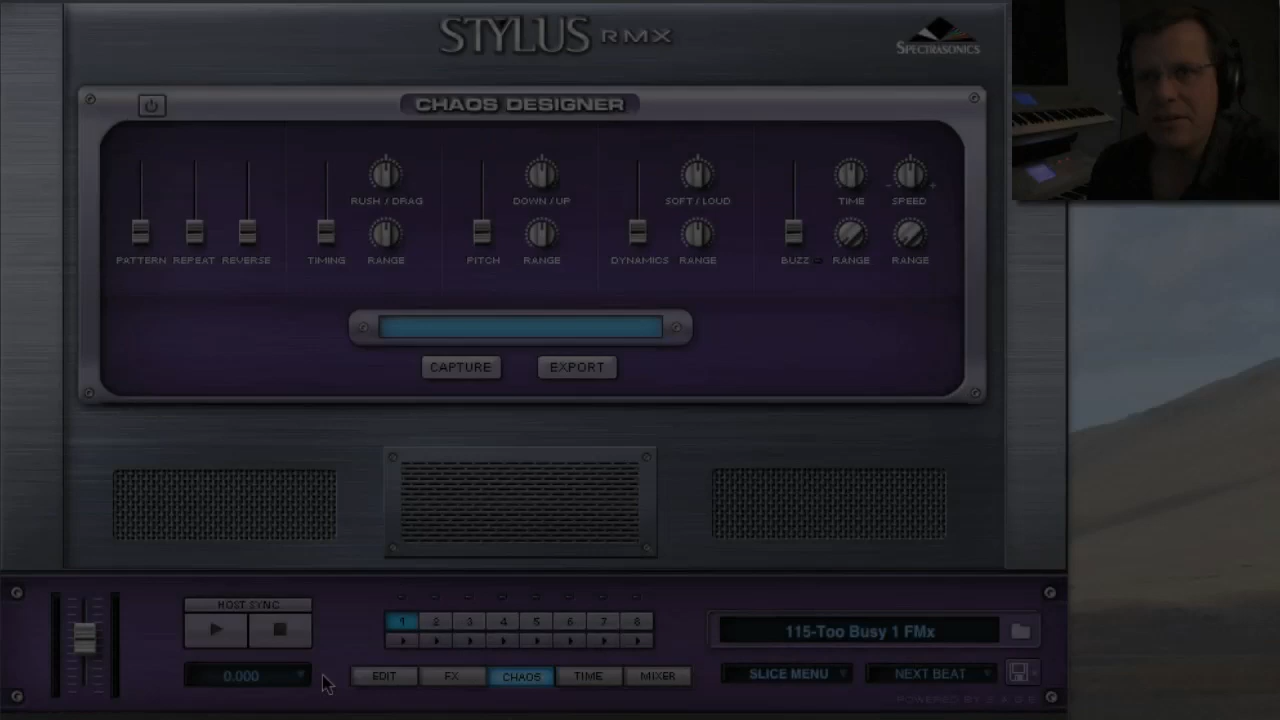 STYLUS RMX
SPECTRASONICS
CHAOS DESIGNER
RUSH / DRAG DOWN / UP SOFT / LOUD TIME SPEED
- +
PATTERN REPEAT REVERSE TIMING RANGE PITCH RANGE DYNAMICS RANGE BUZZ RANGE RANGE
CAPTURE EXPORT
HOST SYNC
1 2 3 4 5 6 7 8
115-Too Busy 1 FMx
0.000 EDIT FX CHAOS TIME MIXER SLICE MENU NEXT BEAT
POWERED BY S.A.G.E.